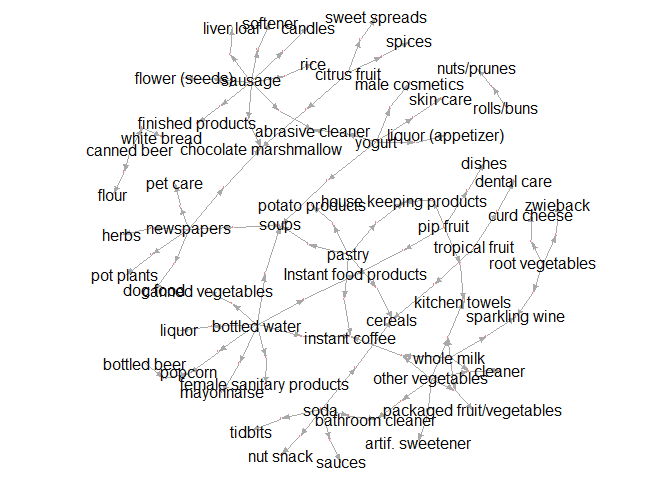 sweet spreads
softener
liver loaf
candles
spices
rice
nuts/prunes
citrus fruit
flower (seeds)
sausage
male cosmetics
skin care
rolls/buns
finished products
abrasive cleaner
liquor (appetizer)
white bread
yogurt
canned beer
chocolate marshmallow
dishes
pet care
dental care
flour
house keeping products
potato products
zwieback
curd cheese
soups
pip fruit
newspapers
herbs
tropical fruit
pastry
root vegetables
pot plants
Instant food products
dog food
canned vegetables
kitchen towels
sparkling wine
cereals
bottled water
liquor
instant coffee
whole milk
bottled beer
popcorn
cleaner
other vegetables
female sanitary products
mayonnaise
soda
packaged fruit/vegetables
bathroom cleaner
tidbits
artif. sweetener
nut snack
sauces